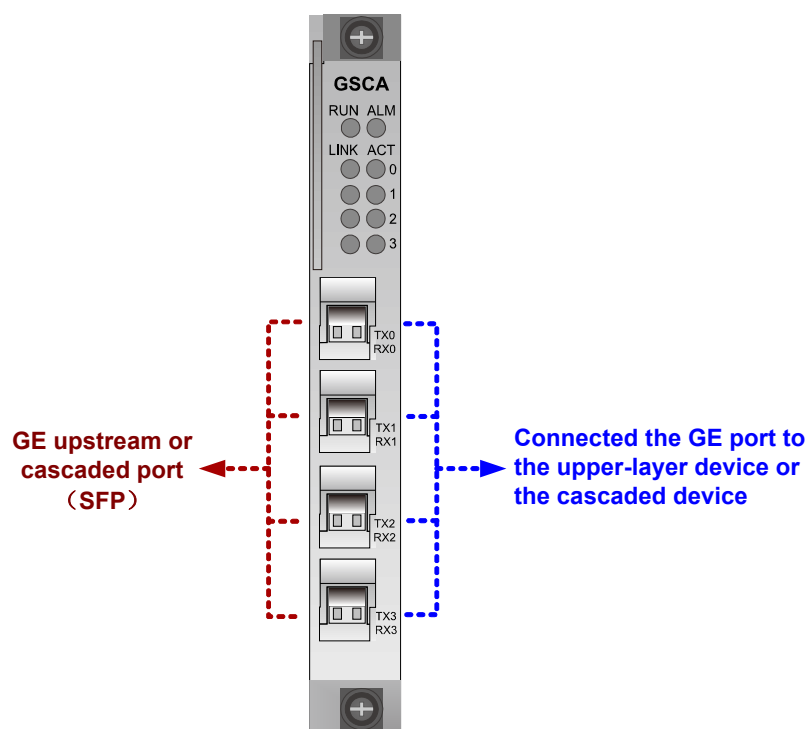 GSCA
RUN ALM
LINK ACT
0
1
2
3
TX0
RX0
TX1
RX1
TX2
RX2
TX3
RX3
GE upstream or
cascaded port
（SFP）
Connected the GE port to
the upper-layer device or
the cascaded device